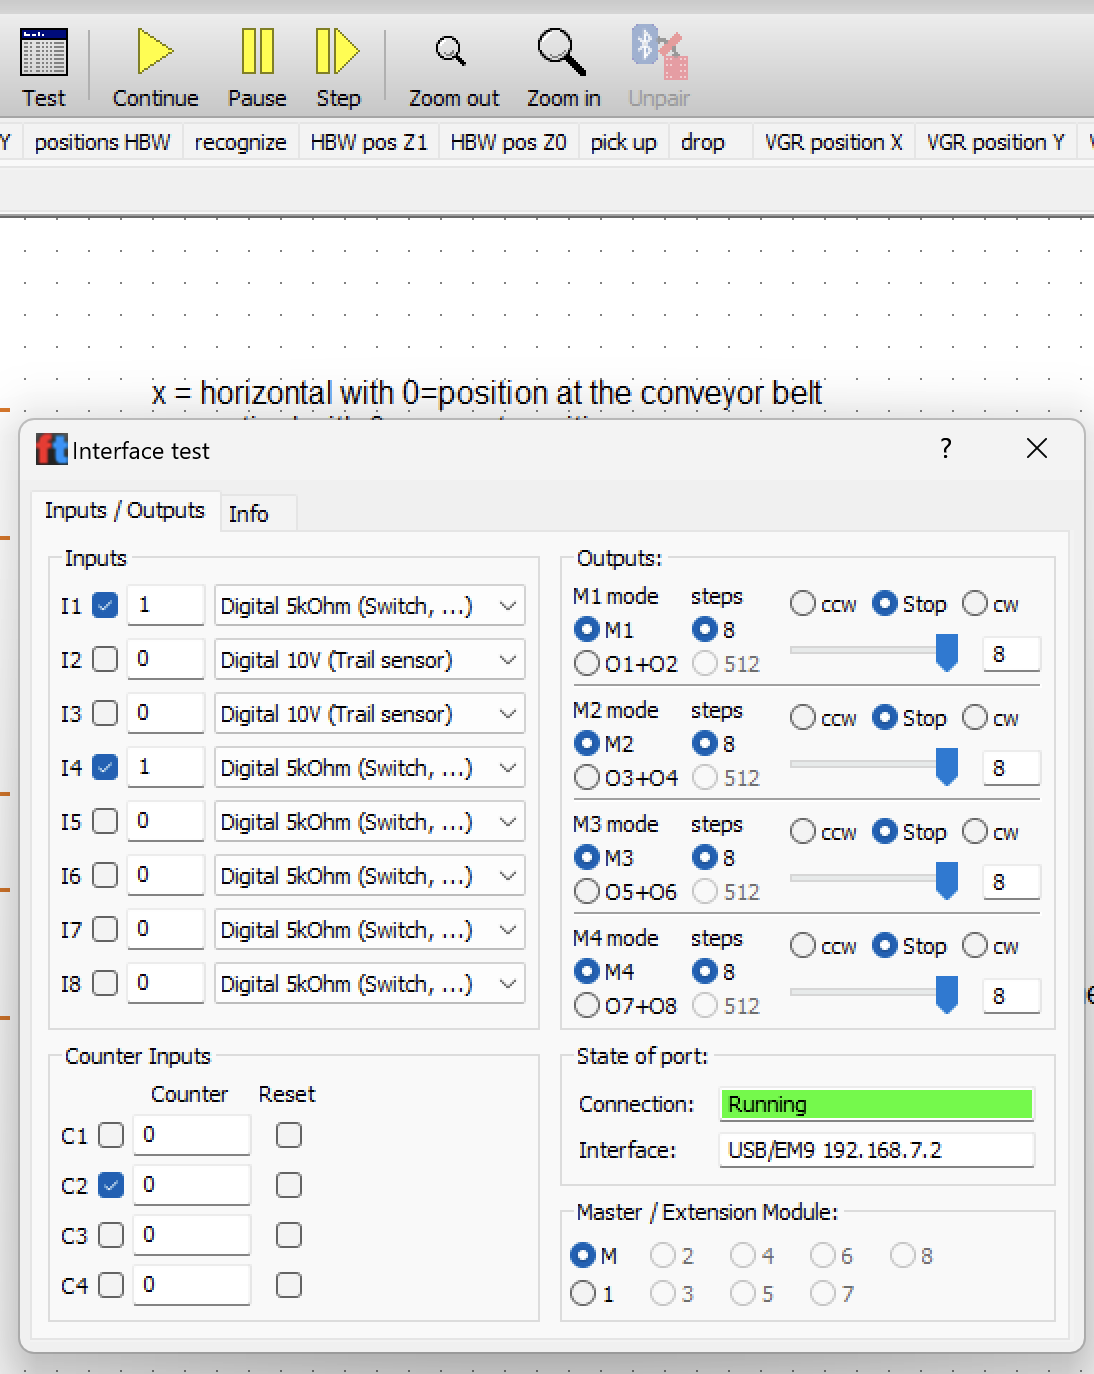 Test Continue Pause Step Zoom out Zoom in Unpair
Y positions HBW recognize HBW pos Z1 HBW pos Z0 pick up drop VGR position X VGR position Y
x = horizontal with 0=position at the conveyor belt
ft Interface test ?
Inputs / Outputs Info
Inputs
I1 1 Digital 5kOhm (Switch, ...)
I2 0 Digital 10V (Trail sensor)
I3 0 Digital 10V (Trail sensor)
I4 1 Digital 5kOhm (Switch, ...)
I5 0 Digital 5kOhm (Switch, ...)
I6 0 Digital 5kOhm (Switch, ...)
I7 0 Digital 5kOhm (Switch, ...)
I8 0 Digital 5kOhm (Switch, ...)
Outputs:
M1 mode steps ccw Stop cw
M1 8
O1+O2 512 8
M2 mode steps ccw Stop cw
M2 8
O3+O4 512 8
M3 mode steps ccw Stop cw
M3 8
O5+O6 512 8
M4 mode steps ccw Stop cw
M4 8
O7+O8 512 8
Counter Inputs
Counter Reset
C1 0
C2 0
C3 0
C4 0
State of port:
Connection: Running
Interface: USB/EM9 192.168.7.2
Master / Extension Module:
M 2 4 6 8
1 3 5 7